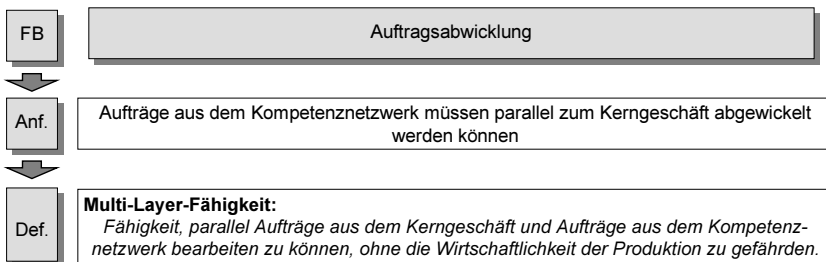 FB
Auftragsabwicklung
Anf.
Aufträge aus dem Kompetenznetzwerk müssen parallel zum Kerngeschäft abgewickelt
werden können
Def.
Multi-Layer-Fähigkeit:
Fähigkeit, parallel Aufträge aus dem Kerngeschäft und Aufträge aus dem Kompetenz-
netzwerk bearbeiten zu können, ohne die Wirtschaftlichkeit der Produktion zu gefährden.